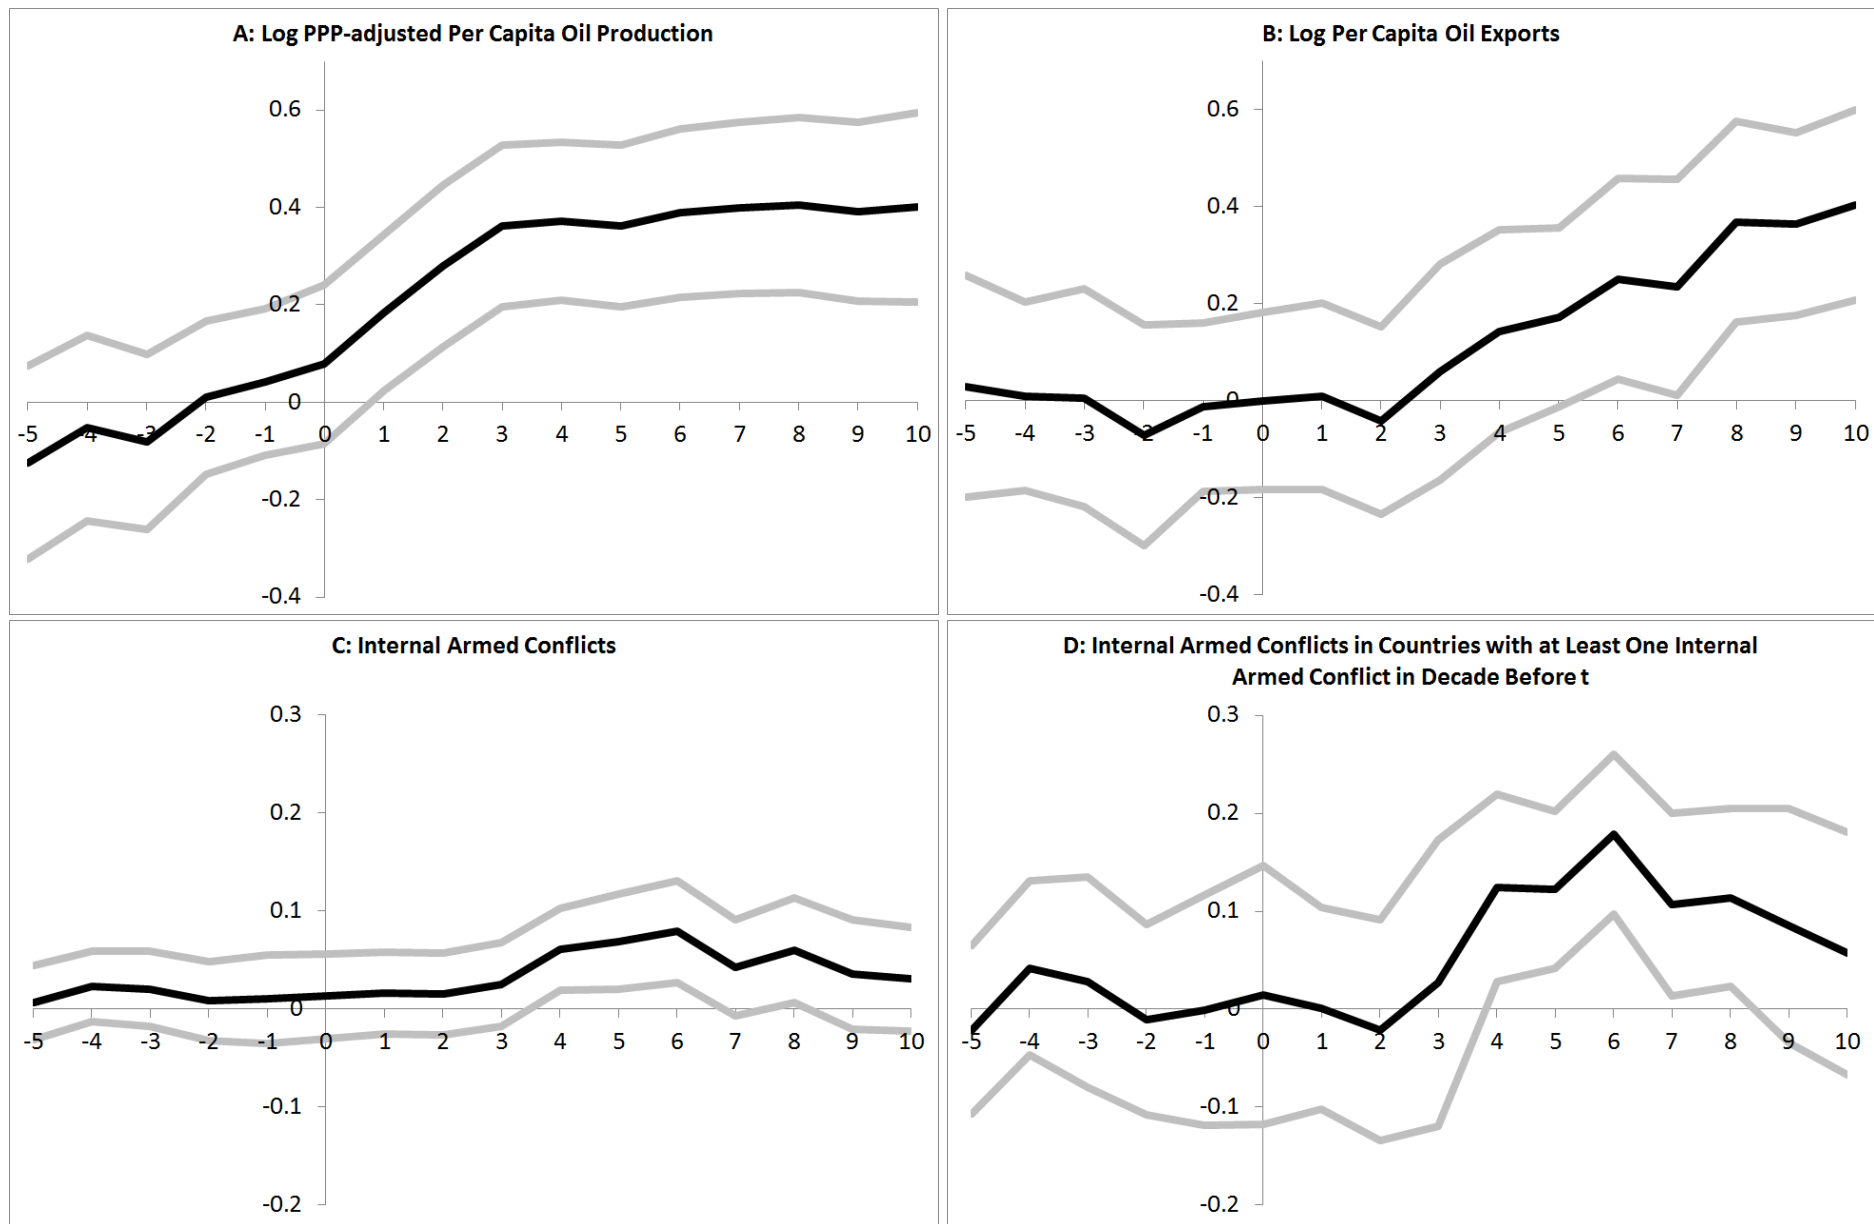 A: Log PPP-adjusted Per Capita Oil Production
0.6
0.4
0.2
0
-5 -4 -3 -2 -1 0 1 2 3 4 5 6 7 8 9 10
-0.2
-0.4
B: Log Per Capita Oil Exports
0.6
0.4
0.2
0
-5 -4 -3 -2 -1 0 1 2 3 4 5 6 7 8 9 10
-0.2
-0.4
C: Internal Armed Conflicts
0.3
0.2
0.1
0
-5 -4 -3 -2 -1 0 1 2 3 4 5 6 7 8 9 10
-0.1
-0.2
D: Internal Armed Conflicts in Countries with at Least One Internal
Armed Conflict in Decade Before t
0.3
0.2
0.1
0
-5 -4 -3 -2 -1 0 1 2 3 4 5 6 7 8 9 10
-0.1
-0.2